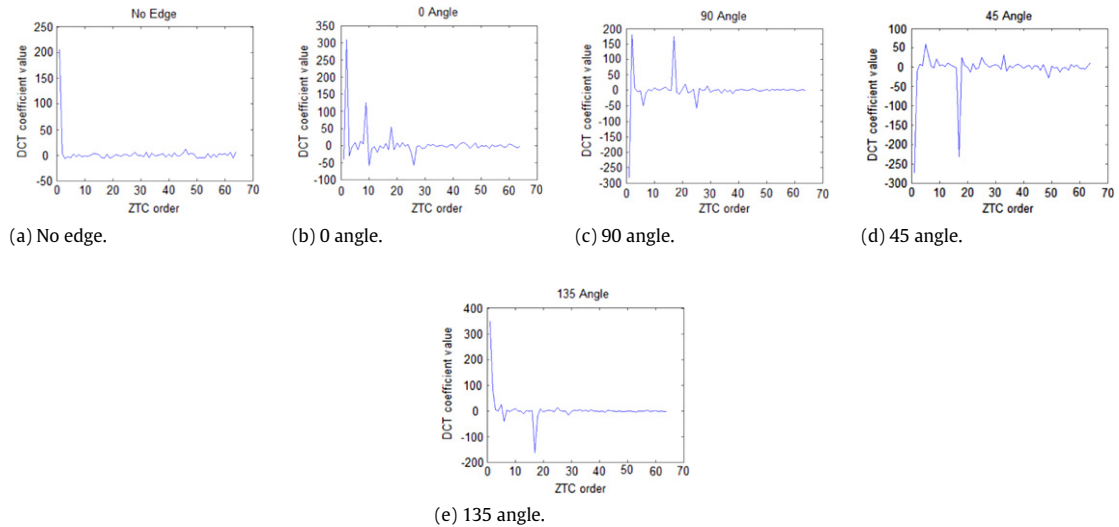 No Edge
DCT coefficient value
250
200
150
100
50
0
-50
0 10 20 30 40 50 60 70
ZTC order
(a) No edge.
0 Angle
DCT coefficient value
350
300
250
200
150
100
50
0
-50
-100
0 10 20 30 40 50 60 70
ZTC order
(b) 0 angle.
90 Angle
DCT coefficient value
200
150
100
50
0
-50
-100
-150
-200
-250
-300
0 10 20 30 40 50 60 70
ZTC order
(c) 90 angle.
45 Angle
DCT coefficient value
100
50
0
-50
-100
-150
-200
-250
-300
0 10 20 30 40 50 60 70
ZTC order
(d) 45 angle.
135 Angle
DCT coefficient value
400
300
200
100
0
-100
-200
0 10 20 30 40 50 60 70
ZTC order
(e) 135 angle.